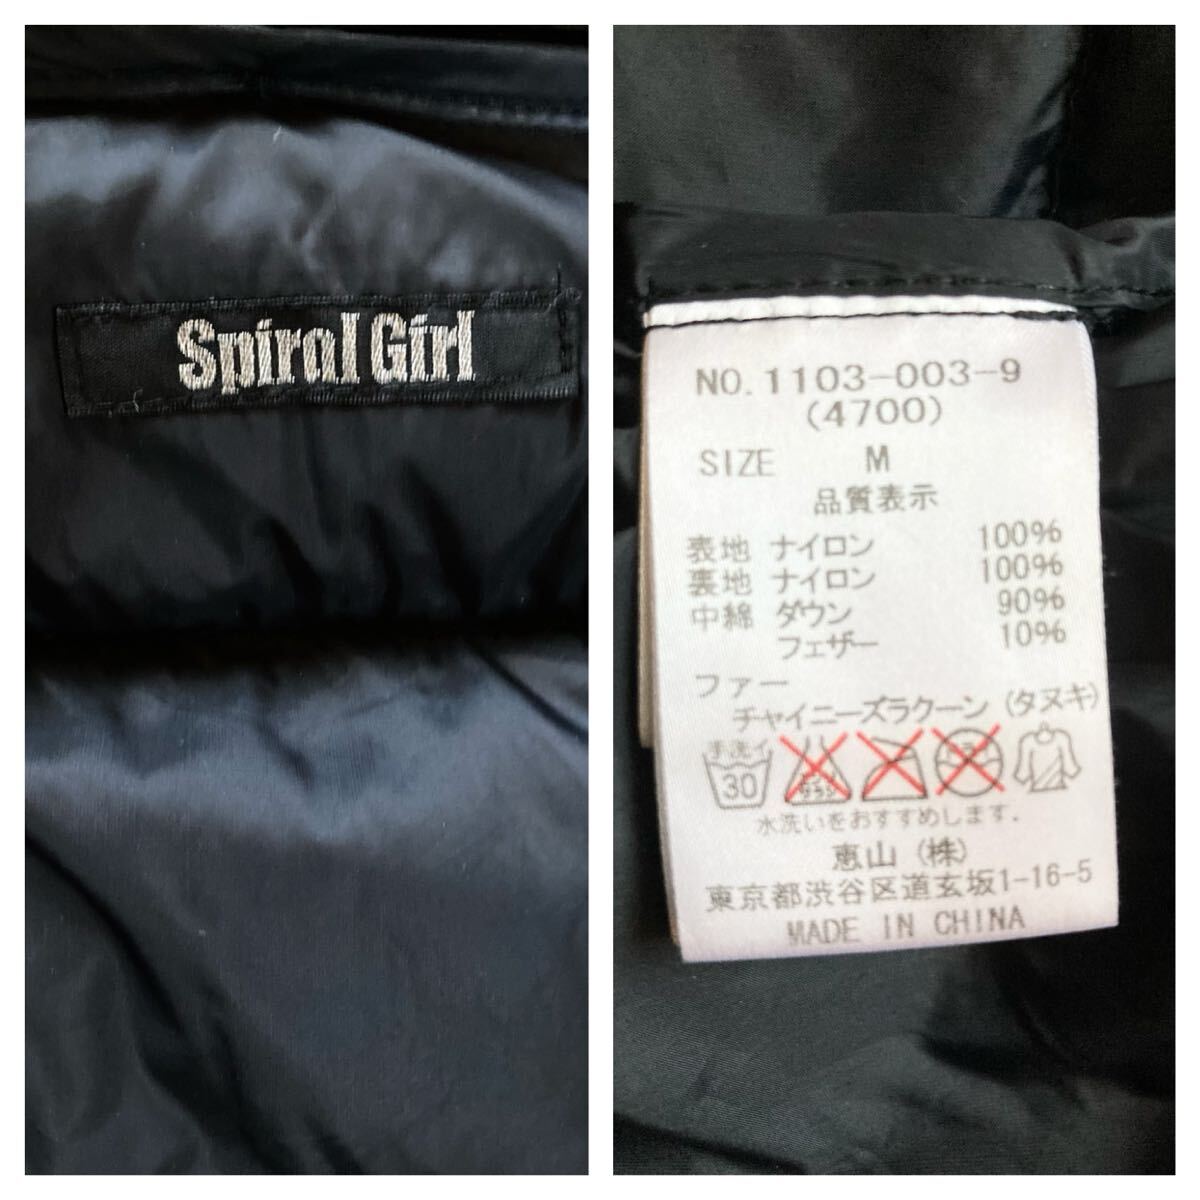 Spiral Girl
NO.1103-003-9
(4700)
SIZE M
品質表示
表地 ナイロン 100%
裏地 ナイロン 100%
中綿 ダウン 90%
フェザー 10%
ファー
チャイニーズラクーン(タヌキ)
手洗イ
30
水洗いをおすすめします.
恵山(株)
東京都渋谷区道玄坂1-16-5
MADE IN CHINA